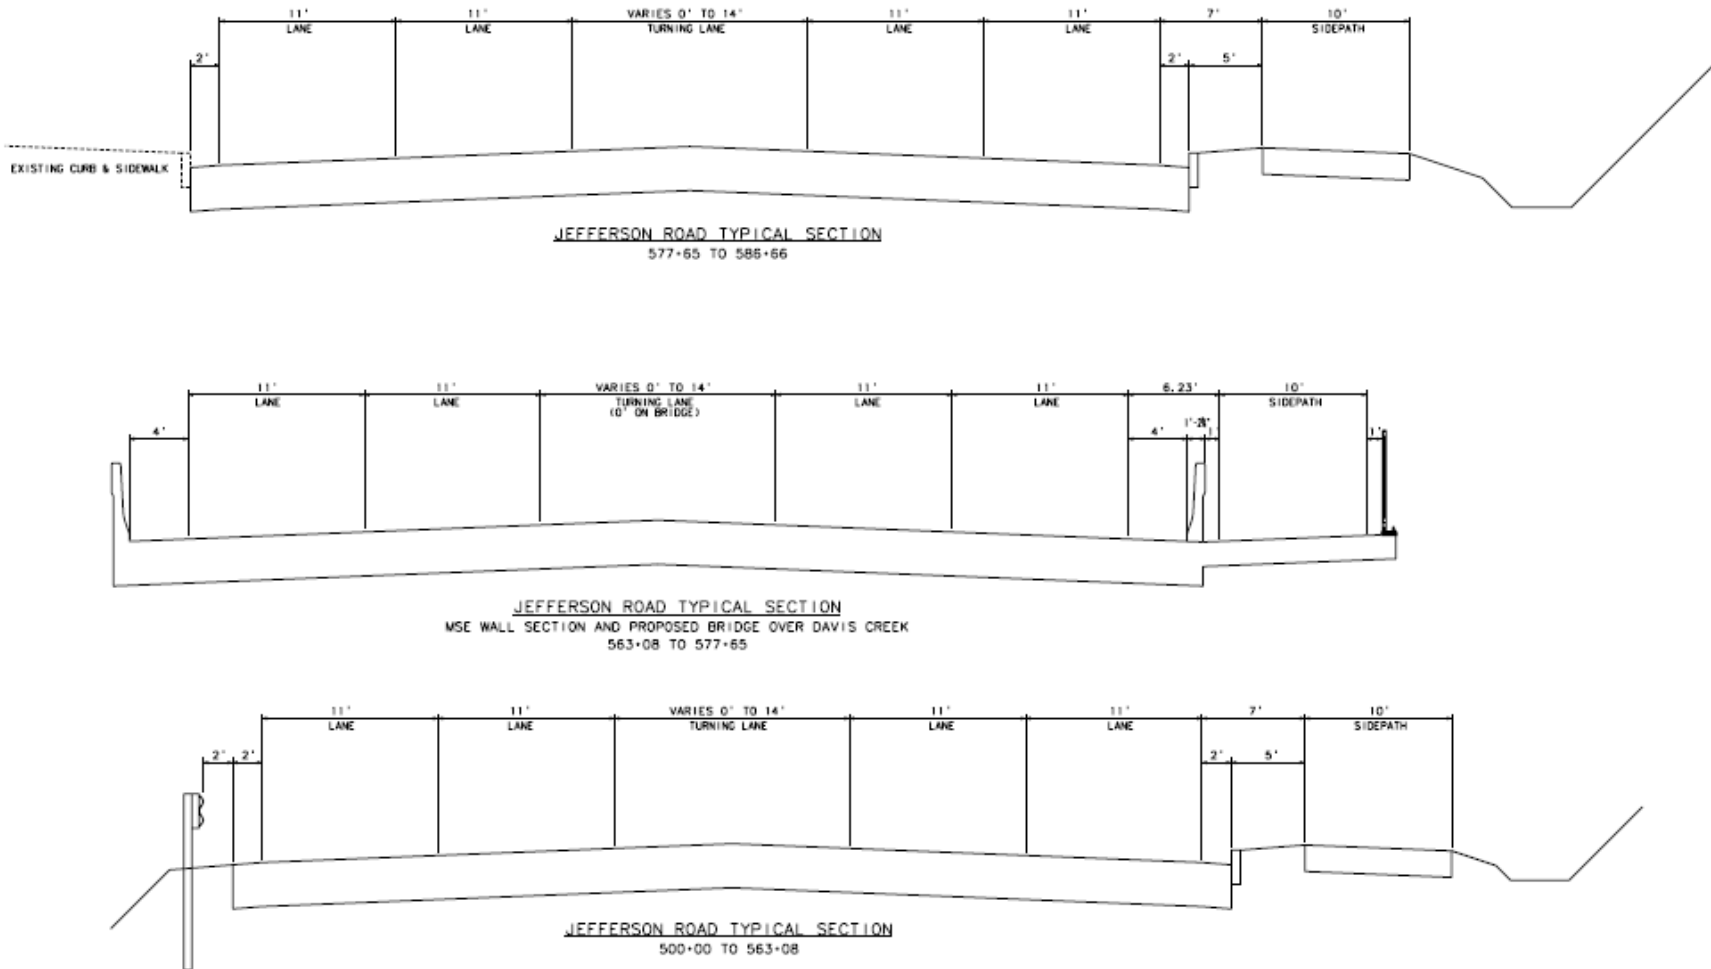 11' 11' VARIES 0' TO 14' 11' 11' 7' 10'
LANE LANE TURNING LANE LANE LANE SIDEPATH
2' 2' 5'
EXISTING CURB & SIDEWALK
JEFFERSON ROAD TYPICAL SECTION
577+65 TO 586+66
11' 11' VARIES 0' TO 14' 11' 11' 6.23' 10'
LANE LANE TURNING LANE LANE LANE SIDEPATH
(0' ON BRIDGE)
4' 4' 1' 1'
JEFFERSON ROAD TYPICAL SECTION
MSE WALL SECTION AND PROPOSED BRIDGE OVER DAVIS CREEK
563+08 TO 577+65
11' 11' VARIES 0' TO 14' 11' 11' 7' 10'
LANE LANE TURNING LANE LANE LANE SIDEPATH
2' 2' 2' 5'
JEFFERSON ROAD TYPICAL SECTION
500+00 TO 563+08